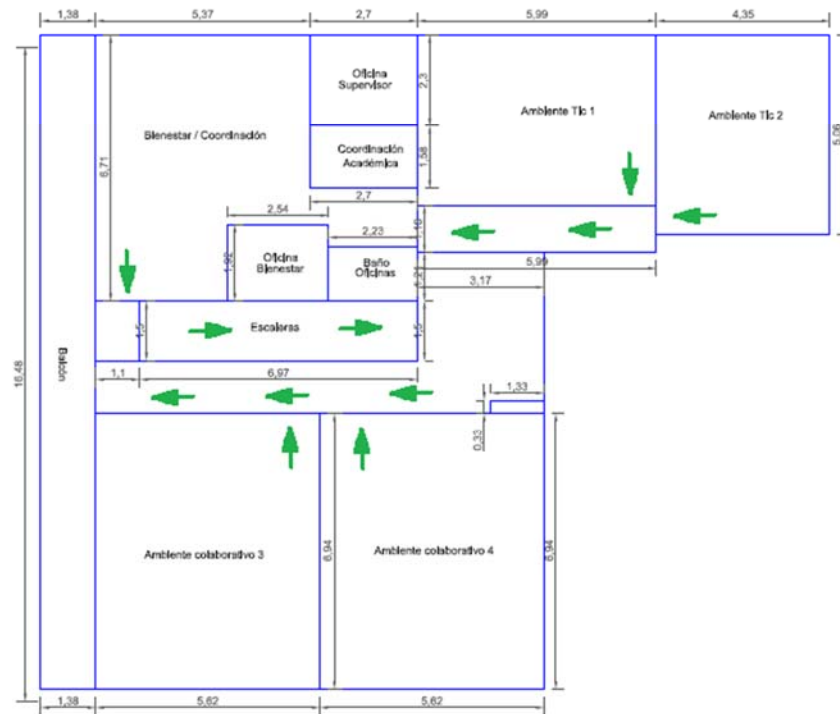 1,38
5,37
2,7
5,99
4,35
Oficina
Supervisor
2,3
Ambiente Tic 1
Ambiente Tic 2
5,06
Bienestar / Coordinación
Coordinación
Académica
1,58
6,71
2,7
2,54
2,23
1,92
Oficina
Bienestar
Baño
Oficinas
5,99
3,17
1,5
Escaleras
1,5
Balcón
16,48
1,1
6,97
1,33
0,33
Ambiente colaborativo 3
6,94
Ambiente colaborativo 4
6,94
1,38
5,62
5,62